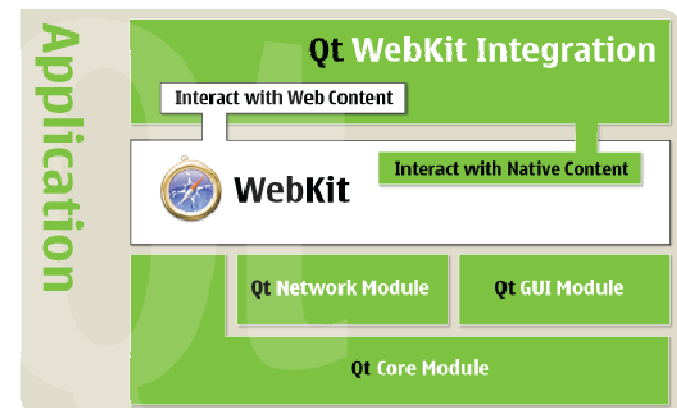 Application
Qt WebKit Integration
Interact with Web Content
Interact with Native Content
WebKit
Qt Network Module
Qt GUI Module
Qt Core Module